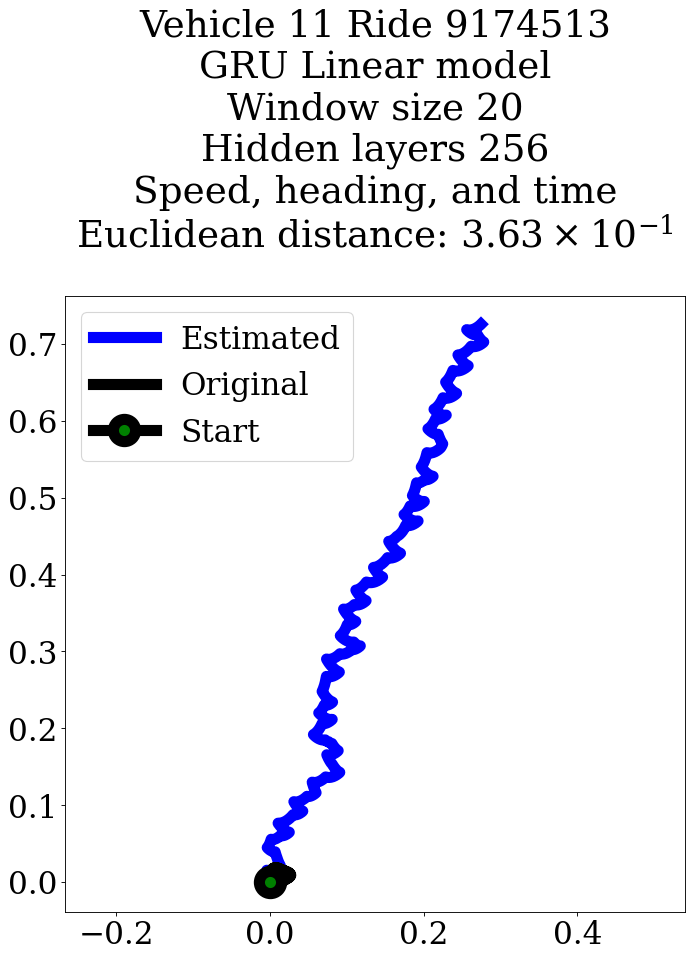 Vehicle 11 Ride 9174513
GRU Linear model
Window size 20
Hidden layers 256
Speed, heading, and time
Euclidean distance: 3.63 × 10⁻¹
Estimated
Original
Start
0.7
0.6
0.5
0.4
0.3
0.2
0.1
0.0
−0.2 0.0 0.2 0.4